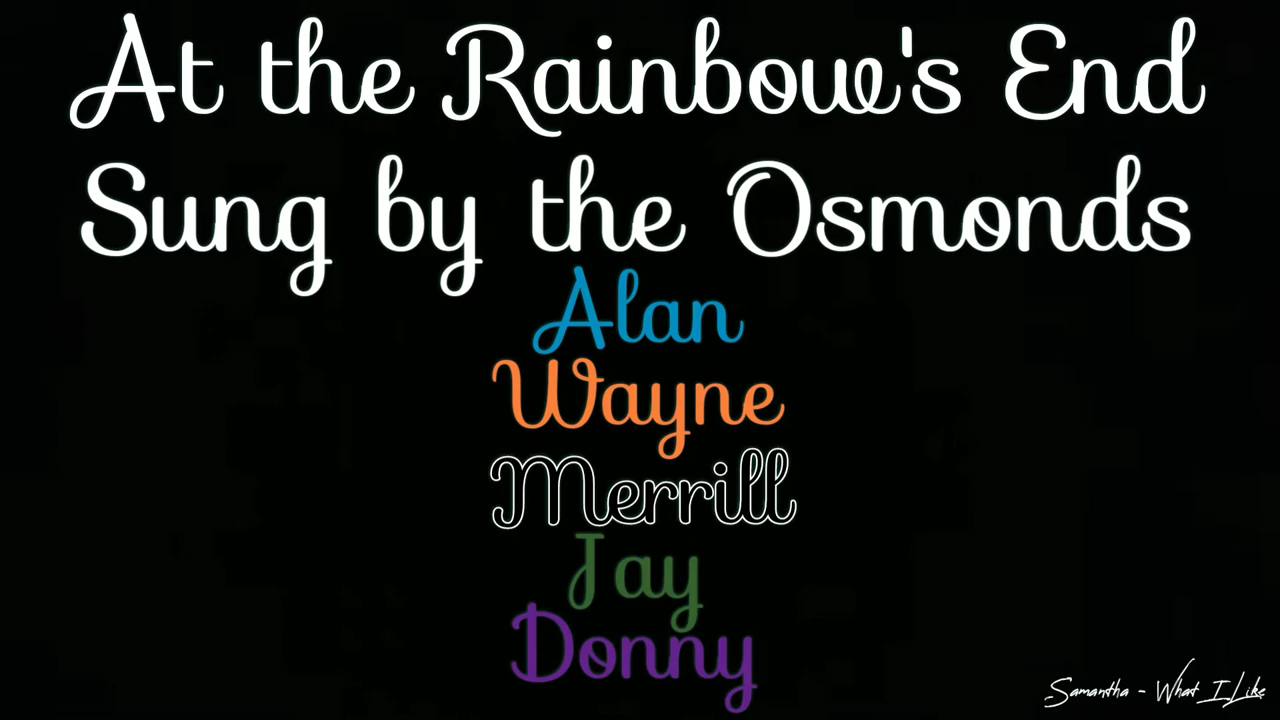 At the Rainbow's End
Sung by the Osmonds
Alan
Wayne
Merrill
Jay
Donny
Samantha - What I Like